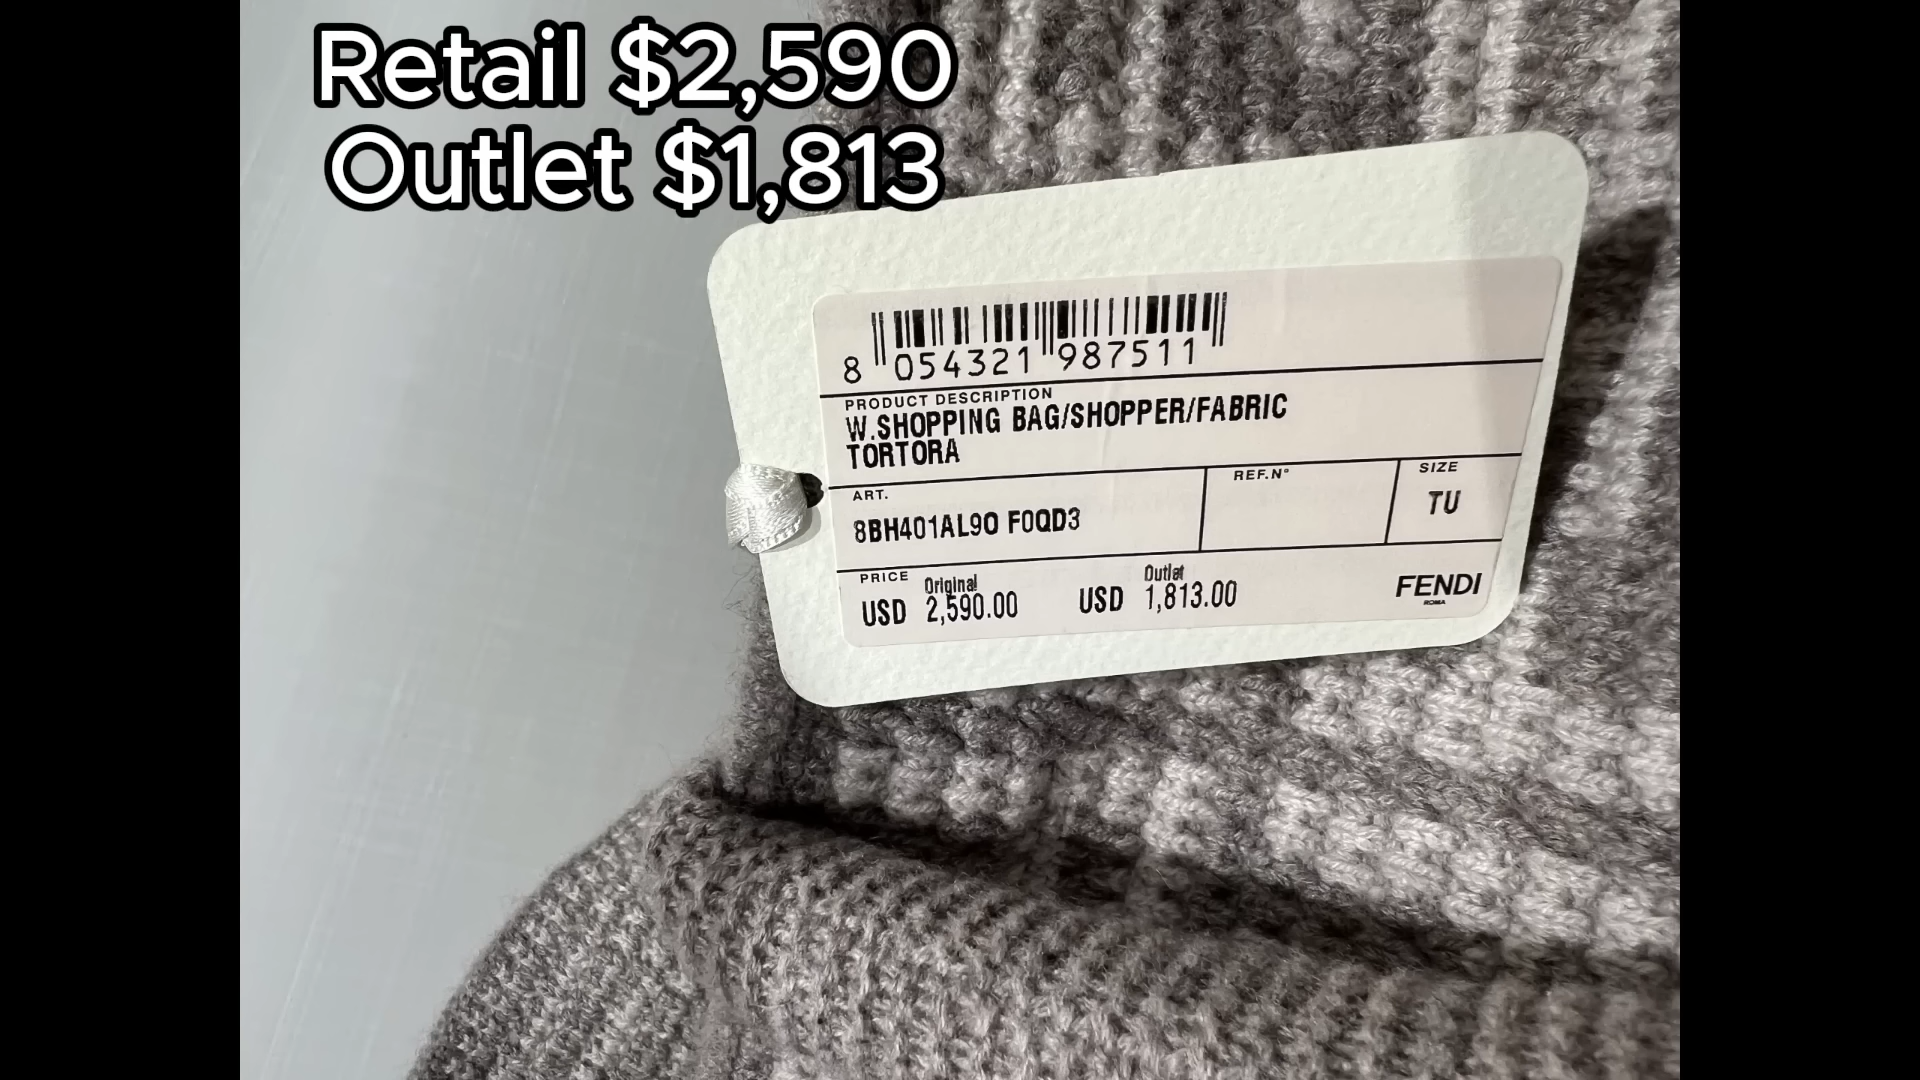 Retail $2,590
Outlet $1,813
8 054321 987511
PRODUCT DESCRIPTION
W.SHOPPING BAG/SHOPPER/FABRIC
TORTORA
ART.
8BH401AL9O F0QD3
REF.N°
SIZE
TU
PRICE
Original
USD 2,590.00
Outlet
USD 1,813.00
FENDI
ROMA